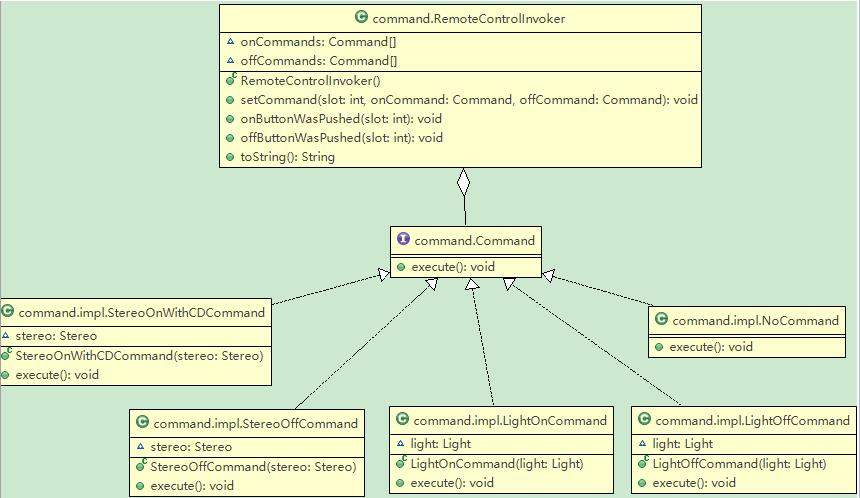 command.RemoteControlInvoker
onCommands: Command[]
offCommands: Command[]
RemoteControlInvoker()
setCommand(slot: int, onCommand: Command, offCommand: Command): void
onButtonWasPushed(slot: int): void
offButtonWasPushed(slot: int): void
toString(): String
command.Command
execute(): void
command.impl.StereoOnWithCDCommand
stereo: Stereo
StereoOnWithCDCommand(stereo: Stereo)
execute(): void
command.impl.NoCommand
execute(): void
command.impl.StereoOffCommand
stereo: Stereo
StereoOffCommand(stereo: Stereo)
execute(): void
command.impl.LightOnCommand
light: Light
LightOnCommand(light: Light)
execute(): void
command.impl.LightOffCommand
light: Light
LightOffCommand(light: Light)
execute(): void